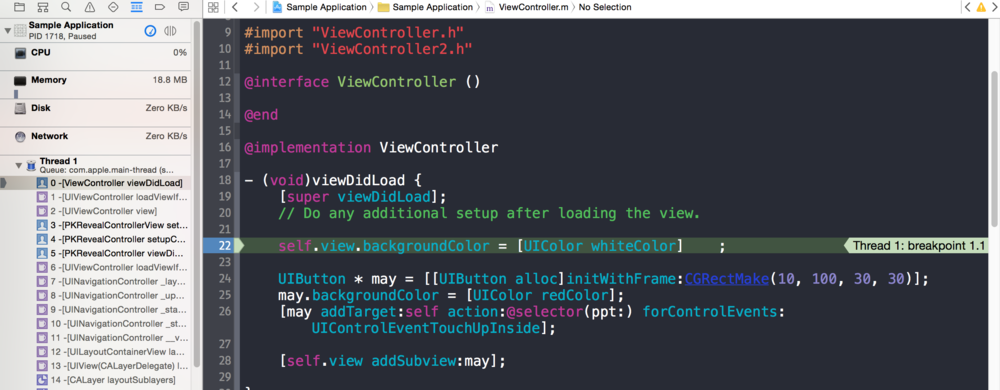 Sample Application
PID 1718, Paused
CPU 0%
Memory 18.8 MB
Disk Zero KB/s
Network Zero KB/s
Thread 1
Queue: com.apple.main-thread (s...
0 -[ViewController viewDidLoad]
1 -[UIViewController loadViewIf...
2 -[UIViewController view]
3 -[PKRevealControllerView set...
4 -[PKRevealController setupC...
5 -[PKRevealController viewDi...
6 -[UIViewController loadViewIf...
7 -[UINavigationController _lay...
8 -[UINavigationController _up...
9 -[UINavigationController _sta...
10 -[UINavigationController _st...
11 -[UINavigationController __v...
12 -[UILayoutContainerView la...
13 -[UIView(CALayerDelegate) l...
14 -[CALayer layoutSublayers]
Sample Application Sample Application ViewController.m No Selection
9 #import "ViewController.h"
10 #import "ViewController2.h"
11
12 @interface ViewController ()
13
14 @end
15
16 @implementation ViewController
17
18 - (void)viewDidLoad {
19 [super viewDidLoad];
20 // Do any additional setup after loading the view.
21
22 self.view.backgroundColor = [UIColor whiteColor] ; Thread 1: breakpoint 1.1
23
24 UIButton * may = [[UIButton alloc]initWithFrame:CGRectMake(10, 100, 30, 30)];
25 may.backgroundColor = [UIColor redColor];
26 [may addTarget:self action:@selector(ppt:) forControlEvents:
UIControlEventTouchUpInside];
27
28 [self.view addSubview:may];